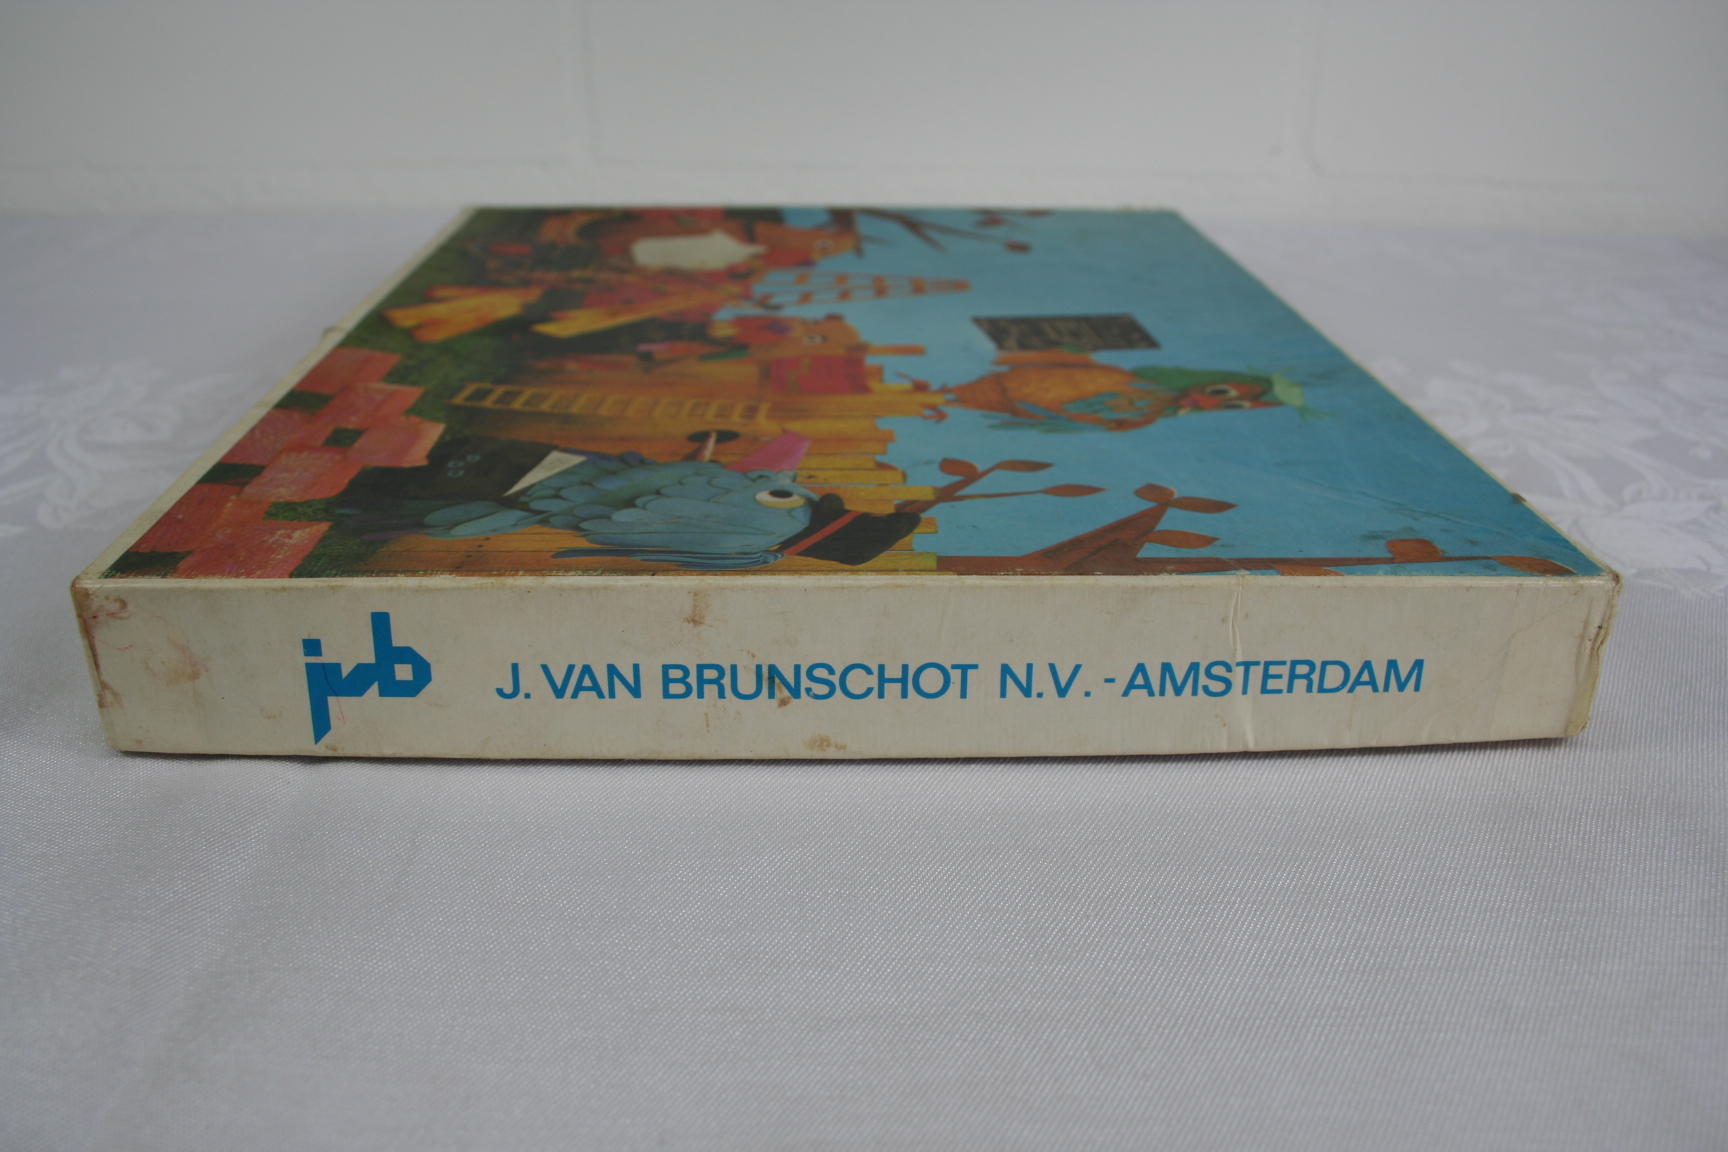 jvb
J. VAN BRUNSCHOT N.V. - AMSTERDAM